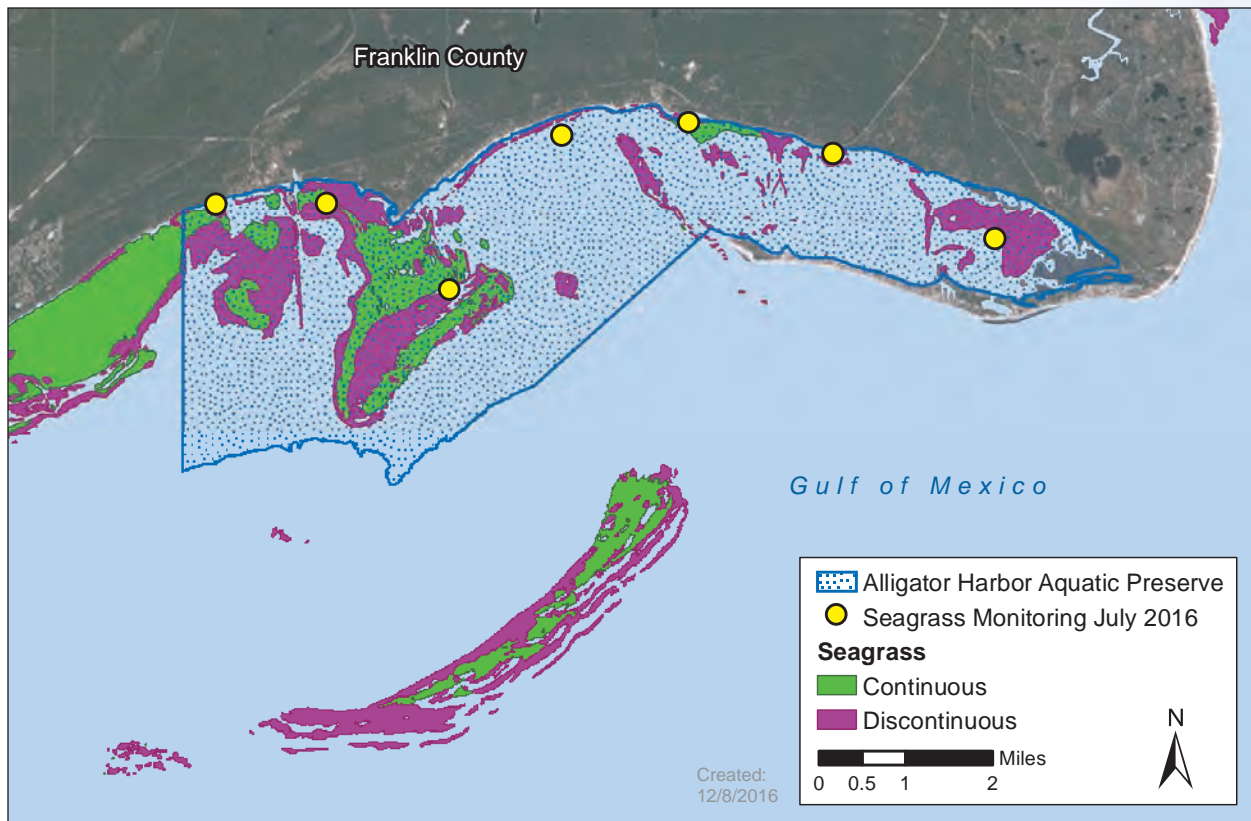 Franklin County
Gulf of Mexico
Alligator Harbor Aquatic Preserve
Seagrass Monitoring July 2016
Seagrass
Continuous
Discontinuous
N
Miles
0 0.5 1 2
Created:
12/8/2016